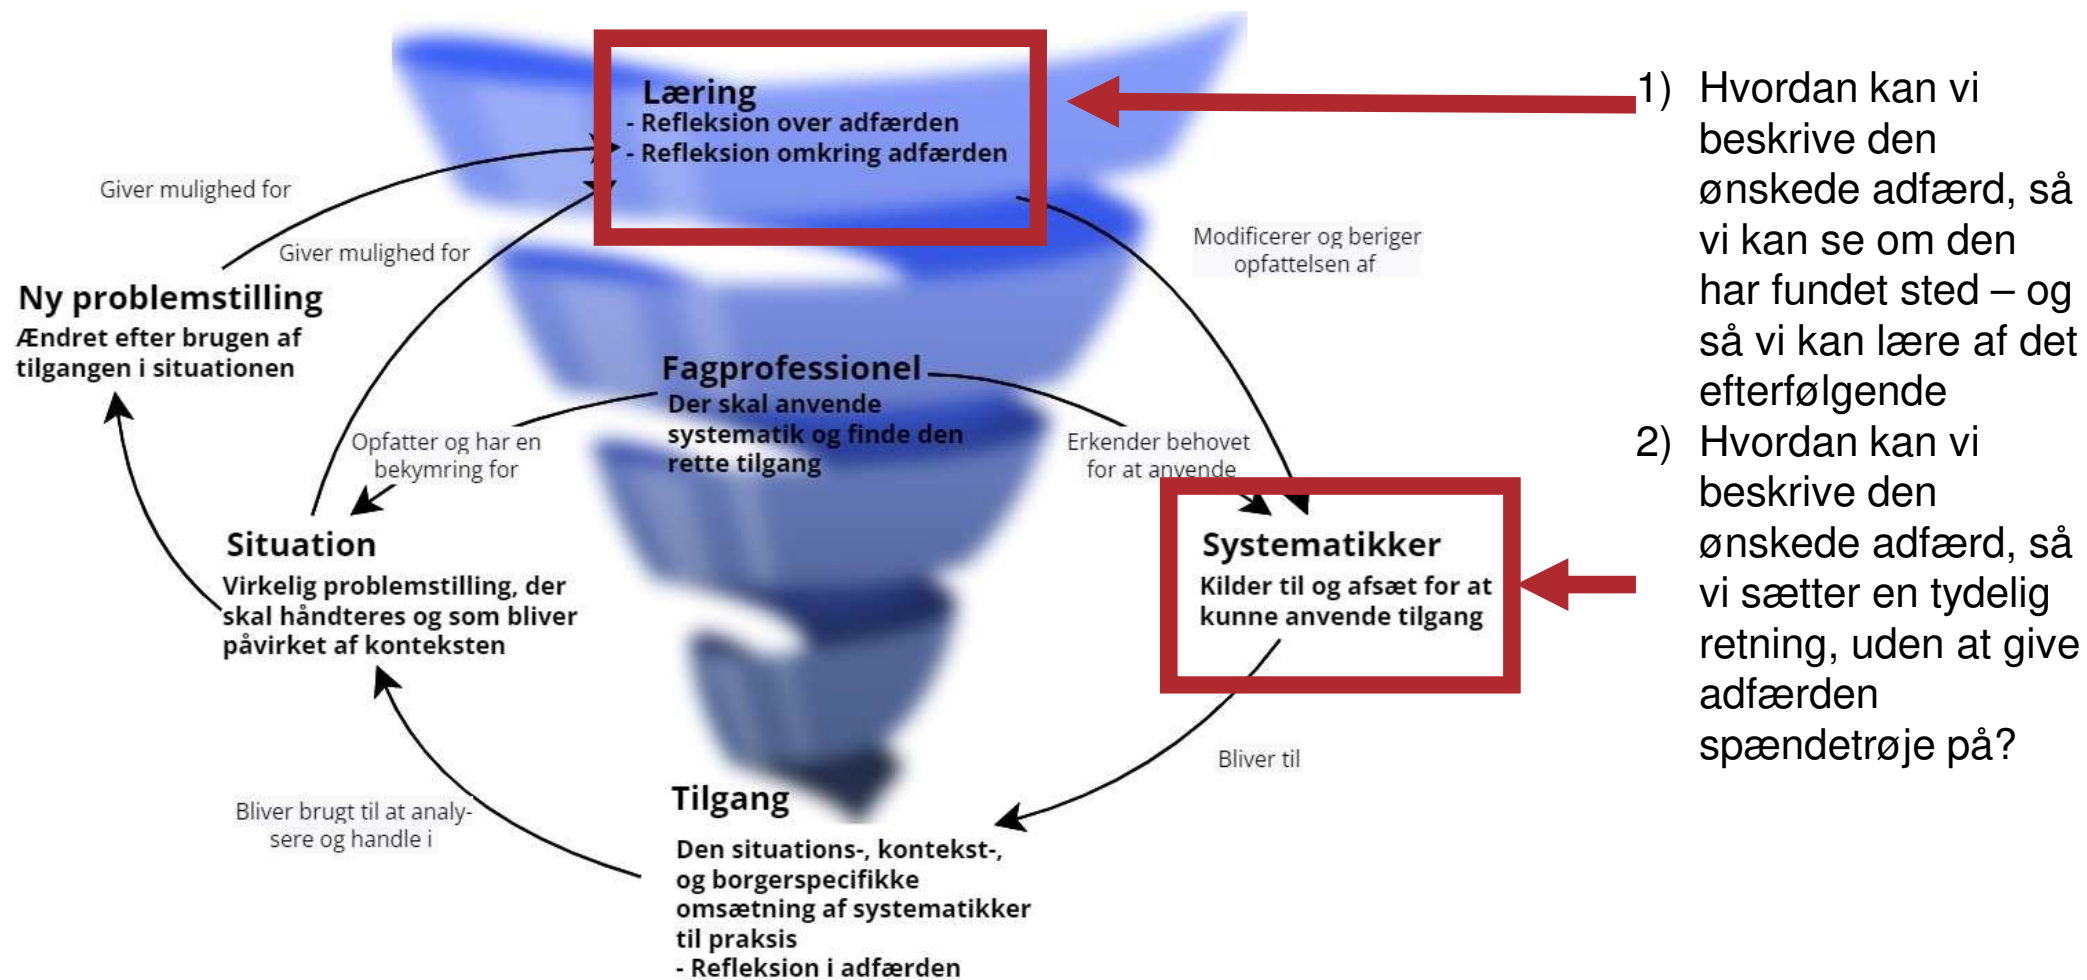 Læring
- Refleksion over adfærden
- Refleksion omkring adfærden
Giver mulighed for
Giver mulighed for
Modificerer og beriger
opfattelsen af
Ny problemstilling
Ændret efter brugen af
tilgangen i situationen
Fagprofessionel
Der skal anvende
systematik og finde den
rette tilgang
Opfatter og har en
bekymring for
Erkender behovet
for at anvende
Situation
Virkelig problemstilling, der
skal håndteres og som bliver
påvirket af konteksten
Systematikker
Kilder til og afsæt for at
kunne anvende tilgang
Bliver til
Bliver brugt til at analy-
sere og handle i
Tilgang
Den situations-, kontekst-,
og borgerspecifikke
omsætning af systematikker
til praksis
- Refleksion i adfærden
1) Hvordan kan vi
beskrive den
ønskede adfærd, så
vi kan se om den
har fundet sted – og
så vi kan lære af det
efterfølgende
2) Hvordan kan vi
beskrive den
ønskede adfærd, så
vi sætter en tydelig
retning, uden at give
adfærden
spændetrøje på?